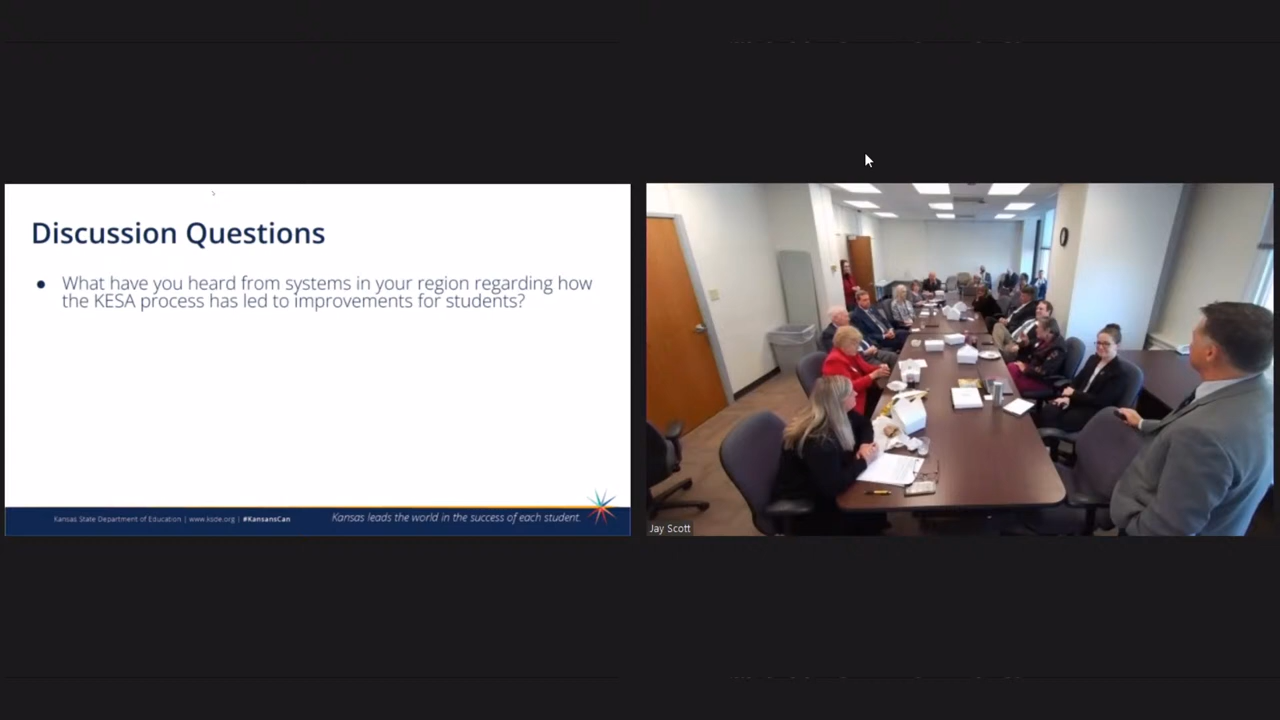 Discussion Questions
● What have you heard from systems in your region regarding how
the KESA process has led to improvements for students?
Kansas State Department of Education | www.ksde.org | #KansansCan
Kansas leads the world in the success of each student.
Jay Scott